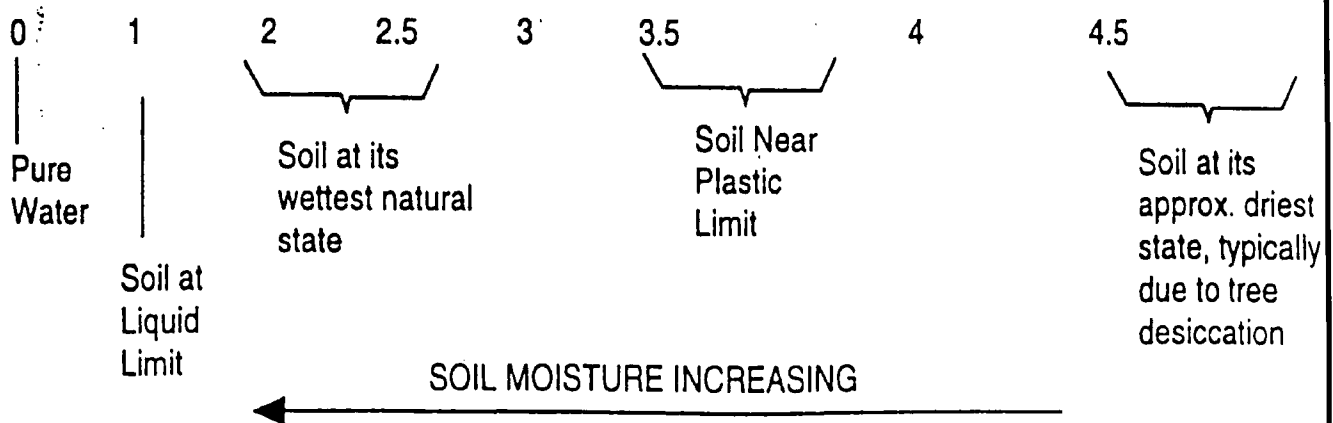 0 1 2 2.5 3 3.5 4 4.5
Pure
Water
Soil at
Liquid
Limit
Soil at its
wettest natural
state
Soil Near
Plastic
Limit
Soil at its
approx. driest
state, typically
due to tree
desiccation
SOIL MOISTURE INCREASING